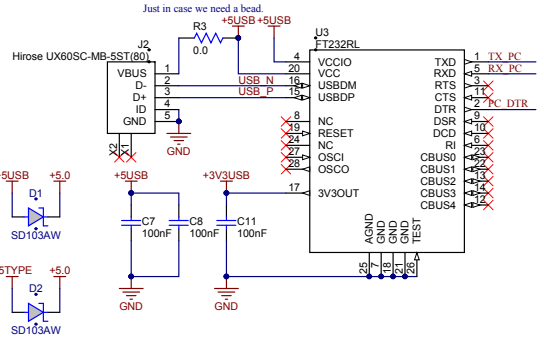 Just in case we need a bead.
R3
+5USB +5USB
0.0
U3
FT232RL
J2
Hirose UX60SC-MB-5ST(80)
VBUS 1
D- 2 USB_N
D+ 3 USB_P
ID 4
GND 5
X2 X1
GND
4 VCCIO
20 VCC
16 USBDM
15 USBDP
8 NC
19 RESET
24 NC
27 OSCI
28 OSCO
17 3V3OUT
TXD 1 TX_PC
RXD 5 RX_PC
RTS 3
CTS 11
DTR 2 PC_DTR
DSR 9
DCD 10
RI 6
CBUS0 23
CBUS1 22
CBUS2 13
CBUS3 14
CBUS4 12
AGND GND GND GND TEST
25 7 18 21 26
GND
+5USB +5.0
D1
SD103AW
5TYPE +5.0
D2
SD103AW
+5USB
C7
100nF
C8
100nF
GND
+3V3USB
C11
100nF
GND